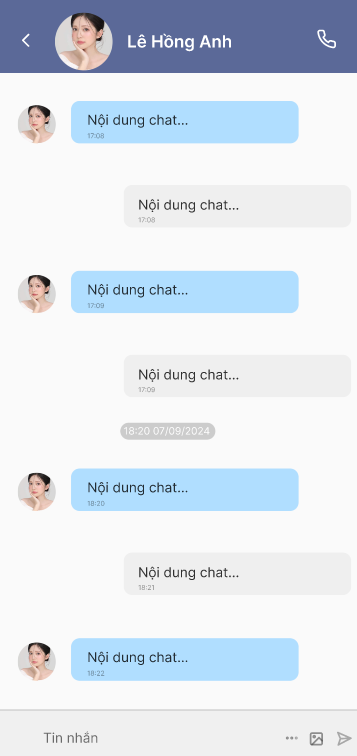 Lê Hồng Anh
Nội dung chat...
17:08
Nội dung chat...
17:08
Nội dung chat...
17:09
Nội dung chat...
17:09
18:20 07/09/2024
Nội dung chat...
18:20
Nội dung chat...
18:21
Nội dung chat...
18:22
Tin nhắn